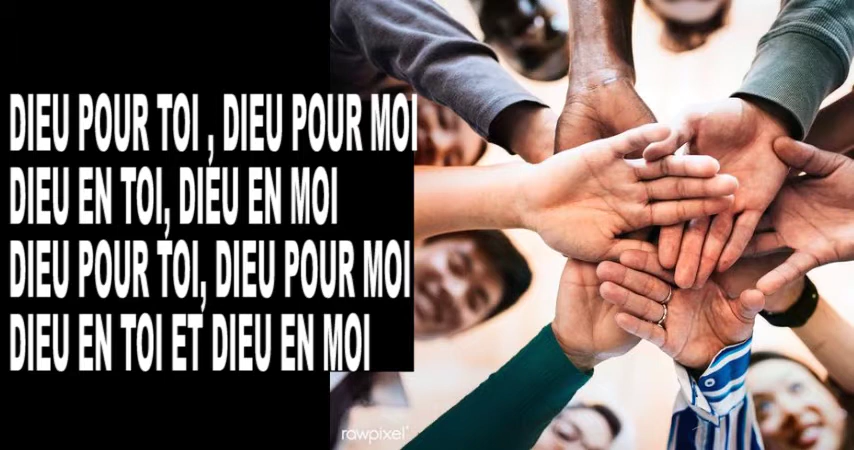 DIEU POUR TOI , DIEU POUR MOI
DIEU EN TOI, DIEU EN MOI
DIEU POUR TOI, DIEU POUR MOI
DIEU EN TOI ET DIEU EN MOI
rawpixel